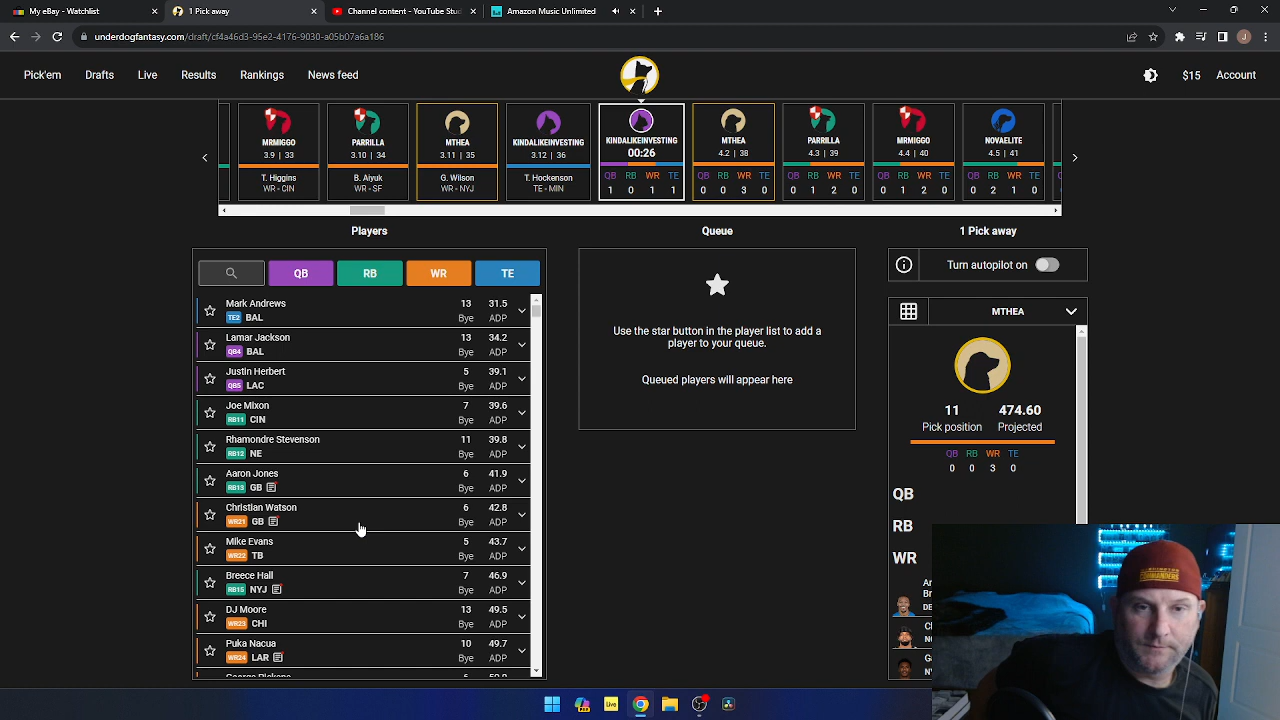 My eBay - Watchlist
1 Pick away
Channel content - YouTube Stu
Amazon Music Unlimited
underdogfantasy.com/draft/cf4a46d3-95e2-4176-9030-a05b07a6a186
J
Pick'em
Drafts
Live
Results
Rankings
News feed
$15
Account
MRMIGGO
3.9 | 33
T. Higgins
WR - CIN
PARRILLA
3.10 | 34
B. Aiyuk
WR - SF
MTHEA
3.11 | 35
G. Wilson
WR - NYJ
KINDALIKEINVESTING
3.12 | 36
T. Hockenson
TE - MIN
KINDALIKEINVESTING
00:26
QB RB WR TE
1 0 1 1
MTHEA
4.2 | 38
QB RB WR TE
0 0 3 0
PARRILLA
4.3 | 39
QB RB WR TE
0 1 2 0
MRMIGGO
4.4 | 40
QB RB WR TE
0 1 2 0
NOVAELITE
4.5 | 41
QB RB WR TE
0 2 1 0
Players
QB
RB
WR
TE
Mark Andrews 13 31.5
TE2 BAL Bye ADP
Lamar Jackson 13 34.2
QB4 BAL Bye ADP
Justin Herbert 5 39.1
QB5 LAC Bye ADP
Joe Mixon 7 39.6
RB11 CIN Bye ADP
Rhamondre Stevenson 11 39.8
RB12 NE Bye ADP
Aaron Jones 6 41.9
RB13 GB Bye ADP
Christian Watson 6 42.8
WR21 GB Bye ADP
Mike Evans 5 43.7
WR22 TB Bye ADP
Breece Hall 7 46.9
RB15 NYJ Bye ADP
DJ Moore 13 49.5
WR23 CHI Bye ADP
Puka Nacua 10 49.7
WR24 LAR Bye ADP
Queue
Use the star button in the player list to add a
player to your queue.
Queued players will appear here
1 Pick away
Turn autopilot on
MTHEA
11 474.60
Pick position Projected
QB RB WR TE
0 0 3 0
QB
RB
WR
Live
COMMANDERS